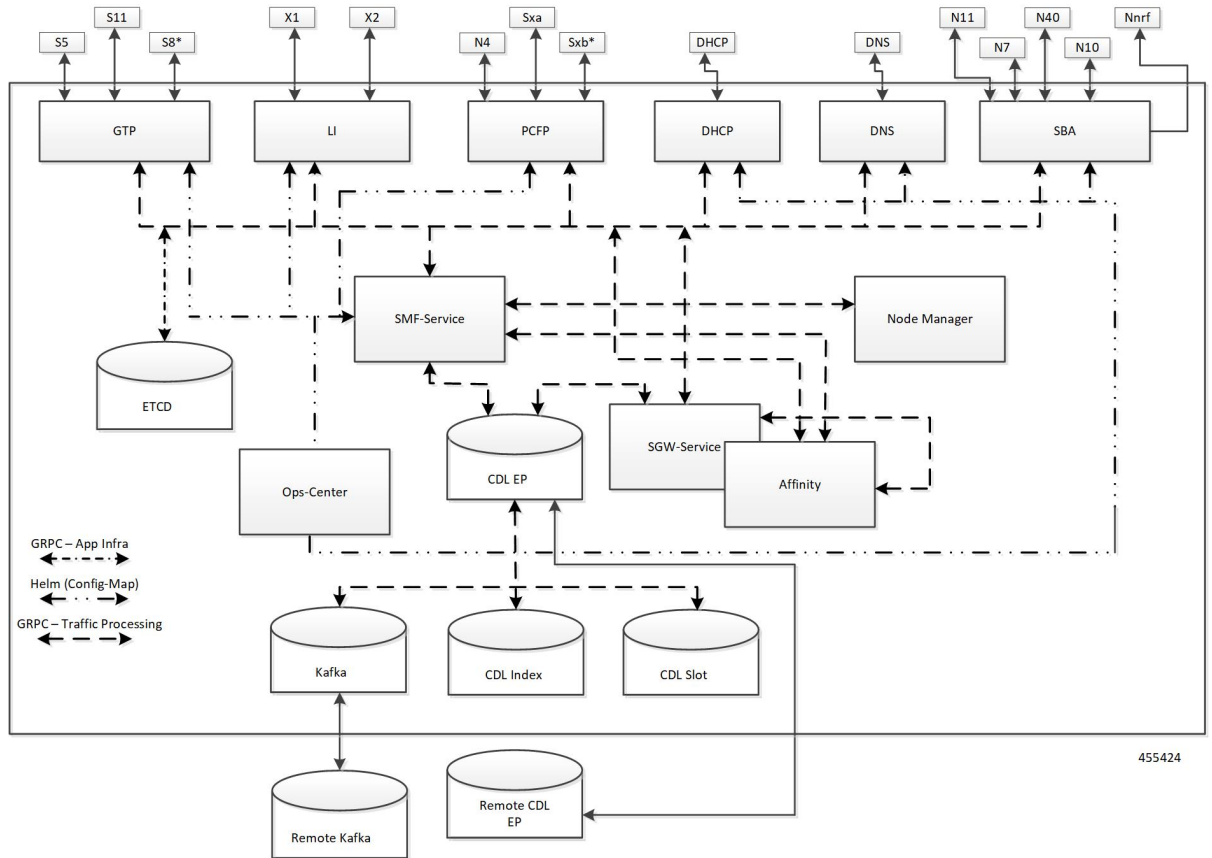 S5
S11
S8*
X1
X2
N4
Sxa
Sxb*
DHCP
DNS
N11
N7
N40
N10
Nnrf
GTP
LI
PCFP
DHCP
DNS
SBA
SMF-Service
Node Manager
ETCD
CDL EP
SGW-Service
Affinity
Ops-Center
GRPC – App Infra
Helm (Config-Map)
GRPC – Traffic Processing
Kafka
CDL Index
CDL Slot
455424
Remote Kafka
Remote CDL
EP